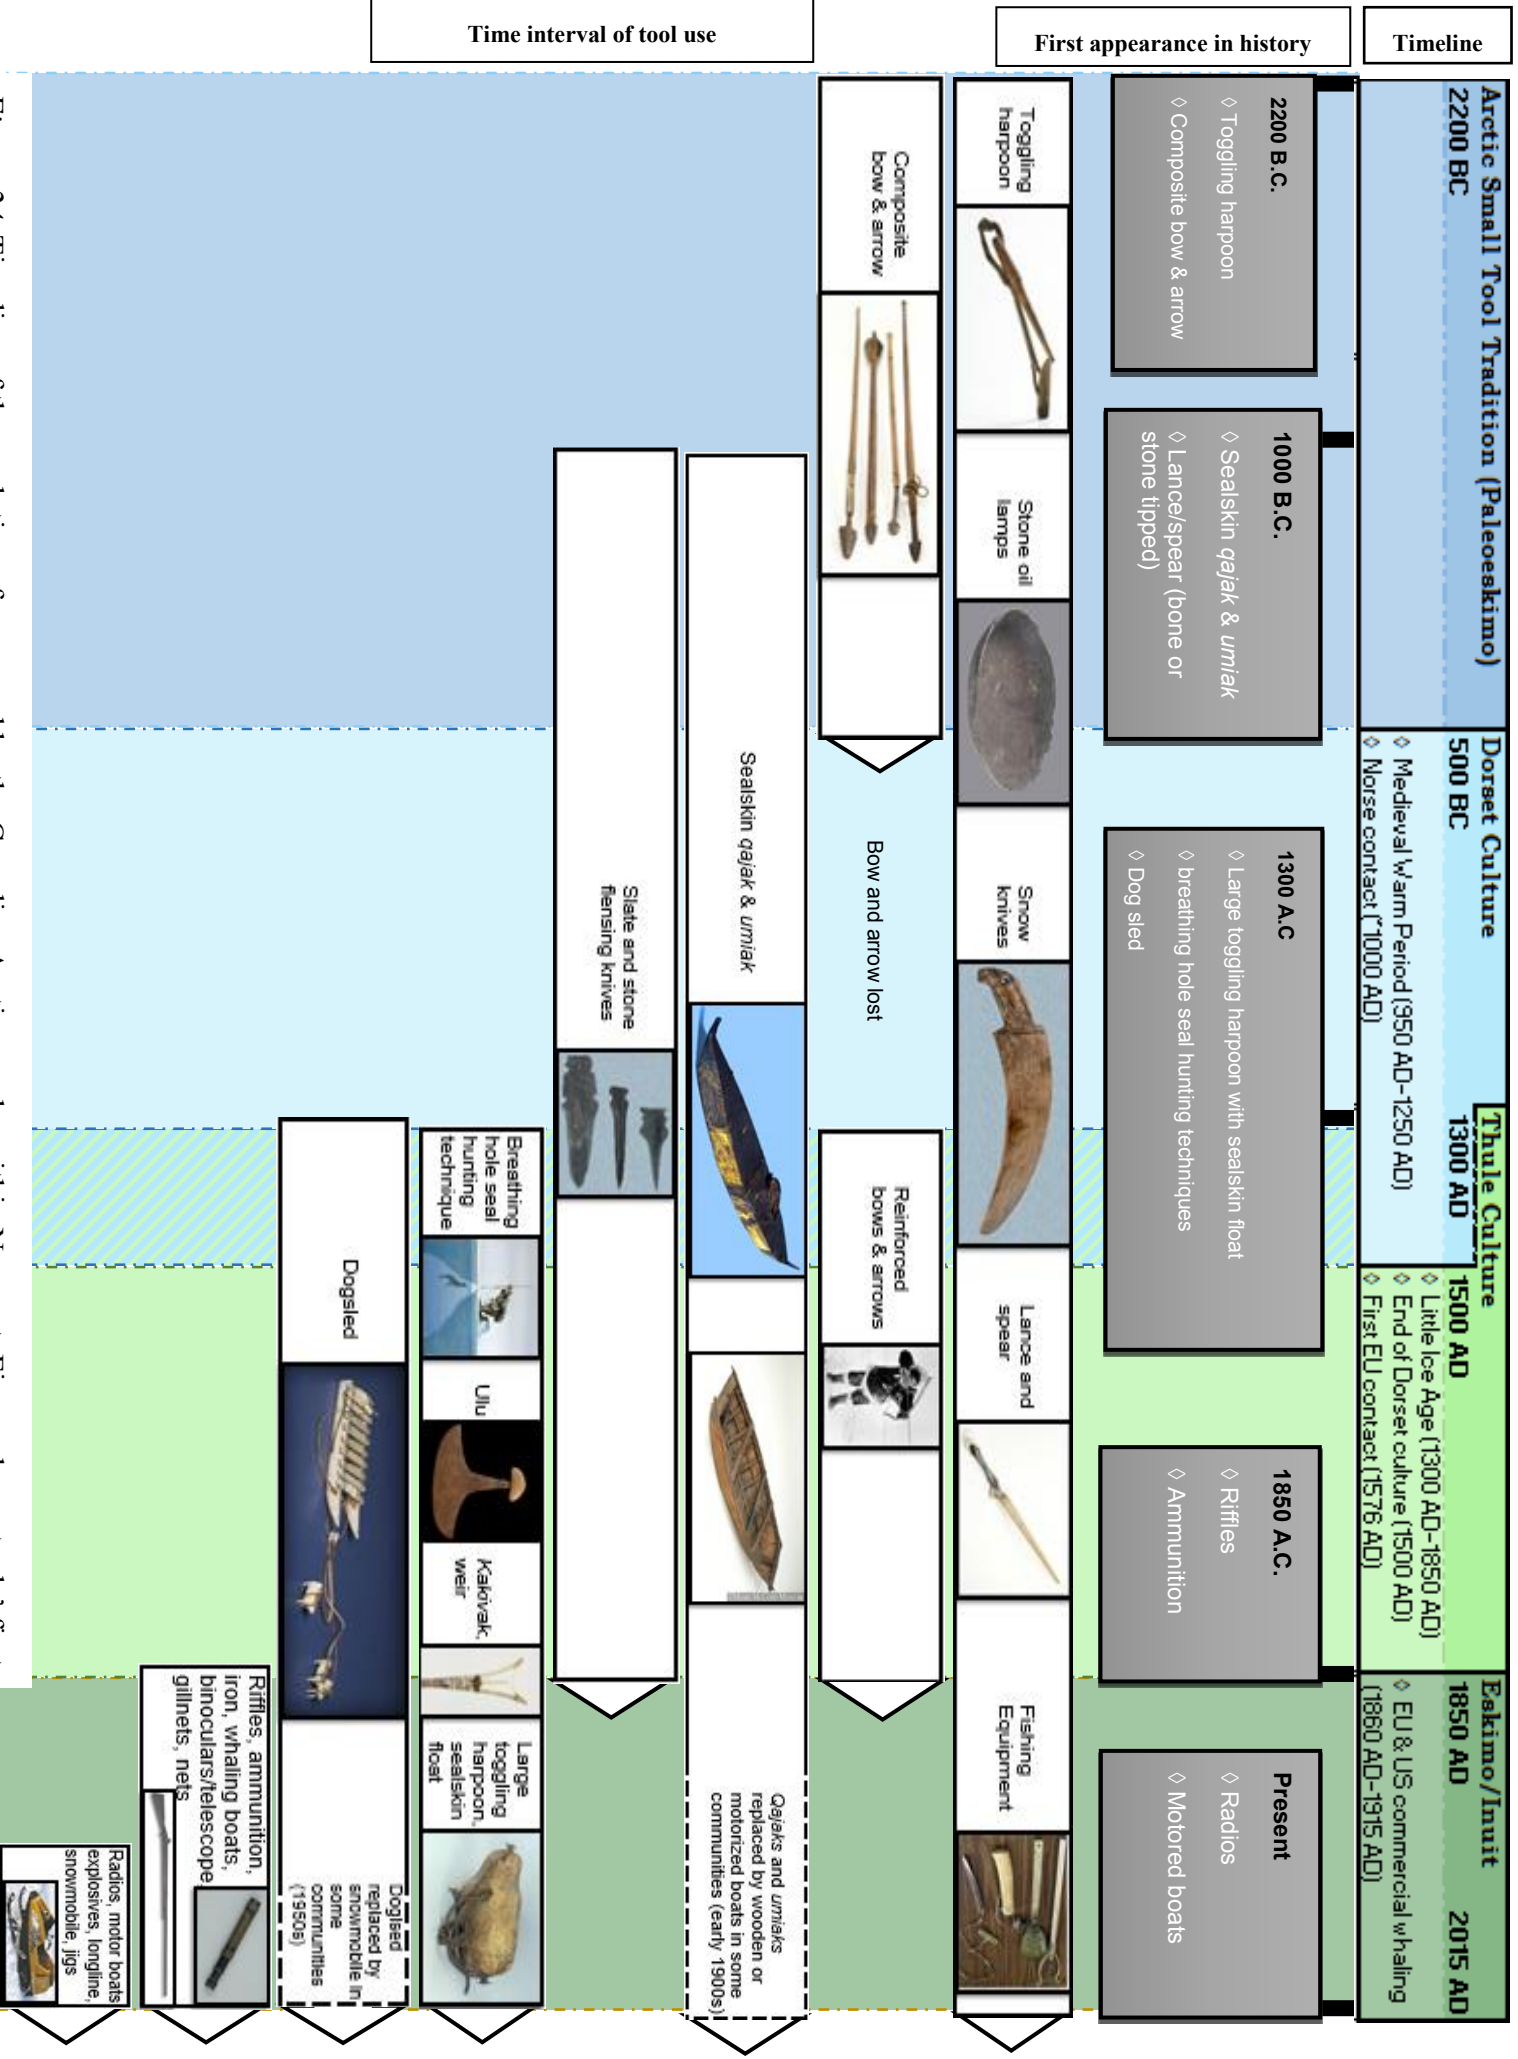 Time interval of tool use
First appearance in history
Timeline
Arctic Small Tool Tradition (Paleoeskimo)
2200 BC
Dorset Culture
500 BC
◊ Medieval Warm Period (950 AD-1250 AD)
◊ Norse contact (~1000 AD)
Thule Culture
1300 AD
1500 AD
◊ Little Ice Age (1300 AD-1850 AD)
◊ End of Dorset culture (1500 AD)
◊ First EU contact (1576 AD)
Eskimo/Inuit
1850 AD
2015 AD
◊ EU & US commercial whaling
(1860 AD-1915 AD)
2200 B.C.
◊ Toggling harpoon
◊ Composite bow & arrow
1000 B.C.
◊ Sealskin qajak & umiak
◊ Lance/spear (bone or
stone tipped)
1300 A.C
◊ Large toggling harpoon with sealskin float
◊ breathing hole seal hunting techniques
◊ Dog sled
1850 A.C.
◊ Riffles
◊ Ammunition
Present
◊ Radios
◊ Motored boats
Toggling
harpoon
Stone oil
lamps
Snow
knives
Lance and
spear
Fishing
Equipment
Composite
bow & arrow
Bow and arrow lost
Reinforced
bows & arrows
Sealskin qajak & umiak
Qajaks and umiaks
replaced by wooden or
motorized boats in some
communities (early 1900s)
Slate and stone
flensing knives
Breathing
hole seal
hunting
technique
Ulu
Kakivak,
weir
Large
toggling
harpoon,
sealskin
float
Dogsled
Doglsed
replaced by
snowmobile in
some
communities
(1950s)
Riffles, ammunition,
iron, whaling boats,
binoculars/telescope,
gillnets, nets
Radios, motor boats
explosives, longline,
snowmobile, jigs